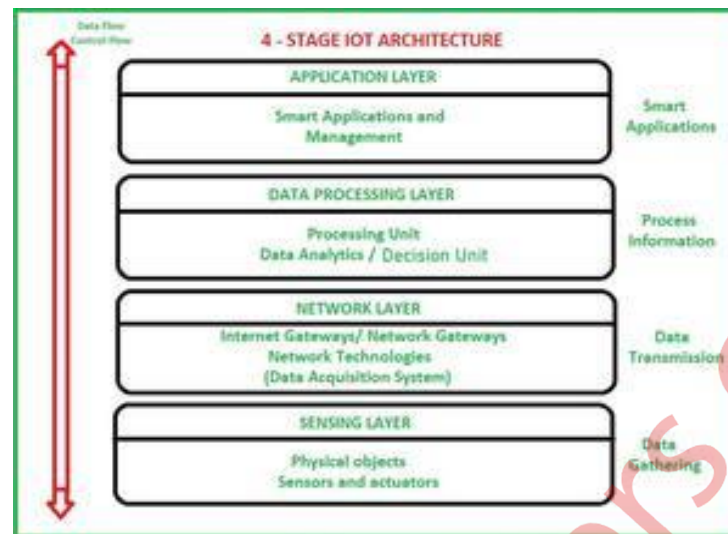 Data Flow
Control Flow
4 - STAGE IOT ARCHITECTURE
APPLICATION LAYER
Smart Applications and
Management
Smart
Applications
DATA PROCESSING LAYER
Processing Unit
Data Analytics / Decision Unit
Process
Information
NETWORK LAYER
Internet Gateways/ Network Gateways
Network Technologies
(Data Acquisition System)
Data
Transmission
SENSING LAYER
Physical objects
Sensors and actuators
Data
Gathering